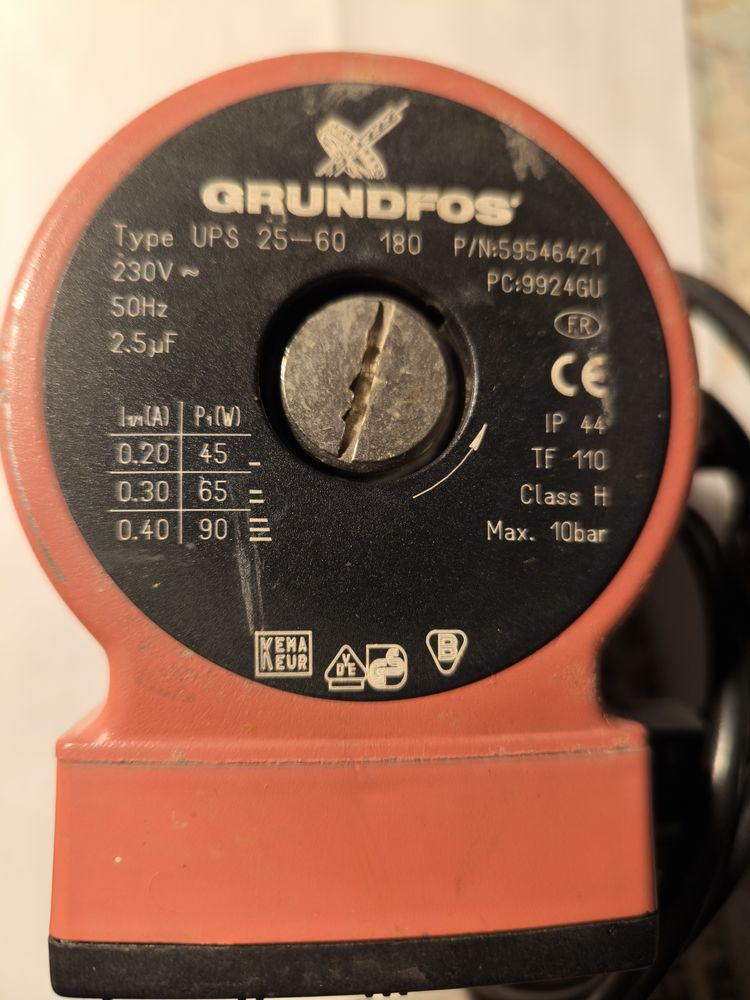 GRUNDFOS
Type UPS 25-60 180 P/N:59546421
230V ~ PC:9924GU
50Hz
2.5µF
FR
CE
I1/1(A) P1(W)
0.20 45
0.30 65
0.40 90
IP 44
TF 110
Class H
Max. 10bar
KEMA EUR
VDE GS
B